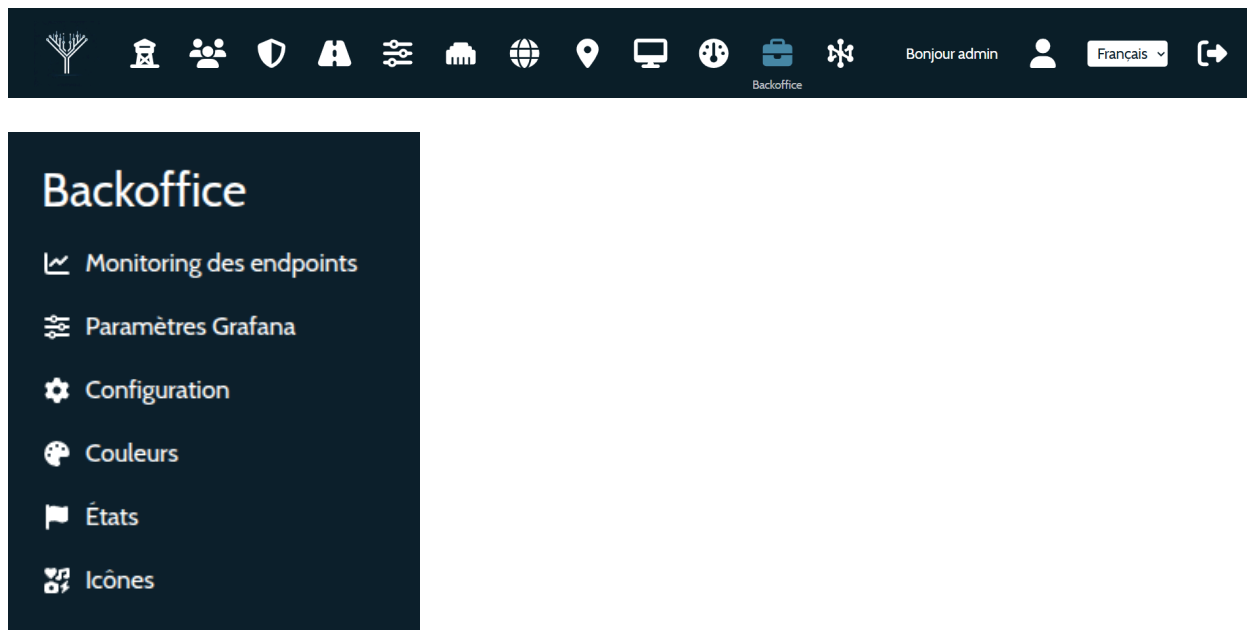 Bonjour admin
Français
Backoffice
Backoffice
Monitoring des endpoints
Paramètres Grafana
Configuration
Couleurs
États
Icônes